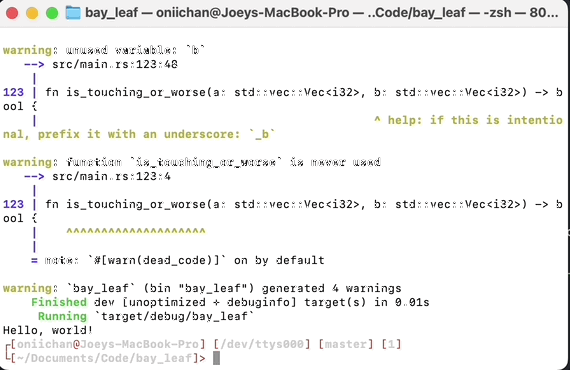 bay_leaf — oniichan@Joeys-MacBook-Pro — ..Code/bay_leaf — -zsh — 80...
warning: unused variable: `b`
--> src/main.rs:123:48
|
123 | fn is_touching_or_worse(a: std::vec::Vec<i32>, b: std::vec::Vec<i32>) -> b
ool {
| ^ help: if this is intentio
nal, prefix it with an underscore: `_b`
warning: function `is_touching_or_worse` is never used
--> src/main.rs:123:4
|
123 | fn is_touching_or_worse(a: std::vec::Vec<i32>, b: std::vec::Vec<i32>) -> b
ool {
| ^^^^^^^^^^^^^^^^^^^^
|
= note: `#[warn(dead_code)]` on by default
warning: `bay_leaf` (bin "bay_leaf") generated 4 warnings
Finished dev [unoptimized + debuginfo] target(s) in 0.01s
Running `target/debug/bay_leaf`
Hello, world!
┌[oniichan@Joeys-MacBook-Pro] [/dev/ttys000] [master] [1]
└[~/Documents/Code/bay_leaf]>